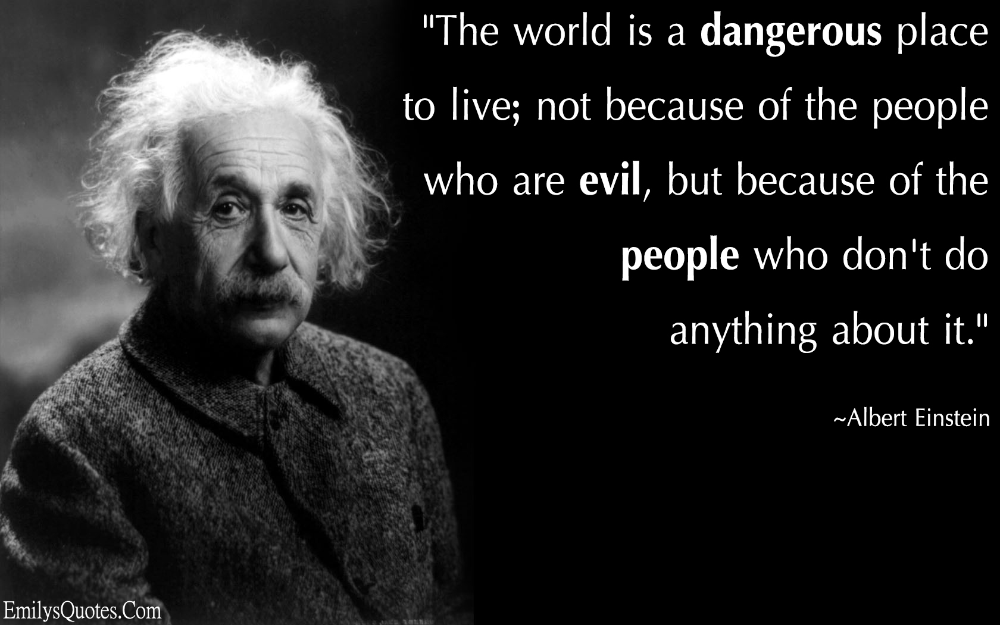 "The world is a dangerous place
to live; not because of the people
who are evil, but because of the
people who don't do
anything about it."
~Albert Einstein
EmilysQuotes.Com